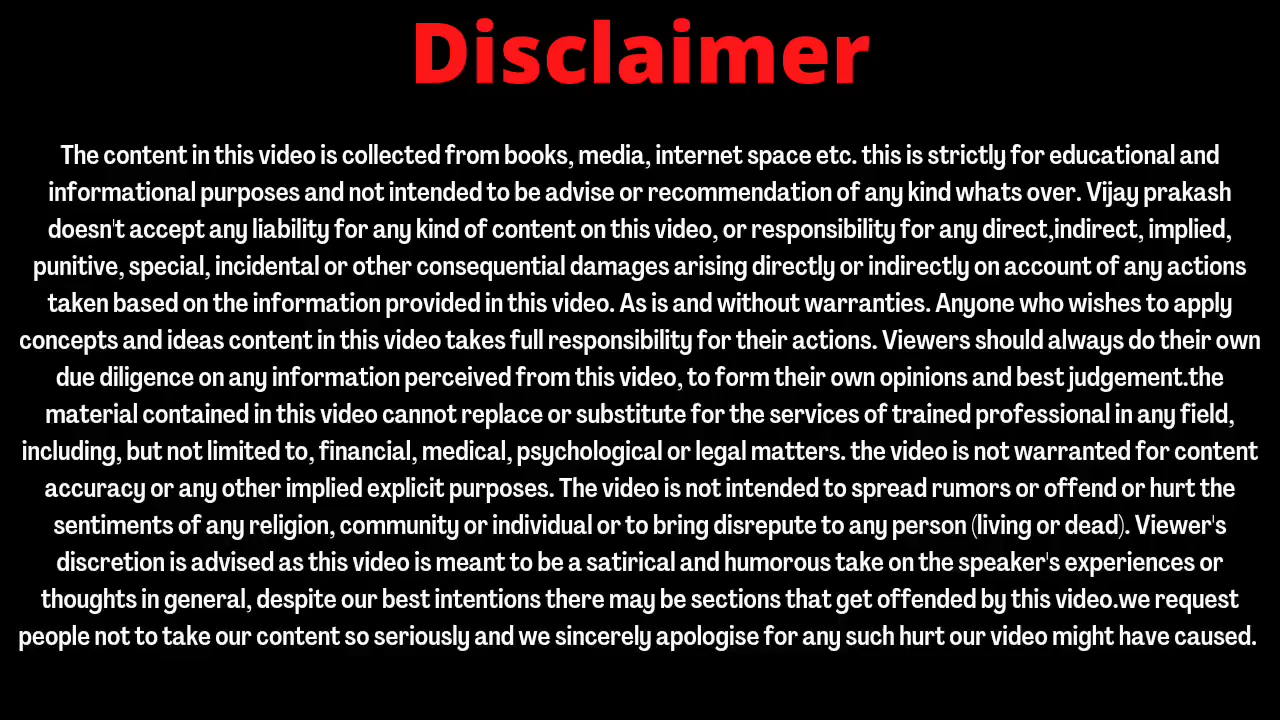 Disclaimer
The content in this video is collected from books, media, internet space etc. this is strictly for educational and
informational purposes and not intended to be advise or recommendation of any kind whats over. Vijay prakash
doesn't accept any liability for any kind of content on this video, or responsibility for any direct,indirect, implied,
punitive, special, incidental or other consequential damages arising directly or indirectly on account of any actions
taken based on the information provided in this video. As is and without warranties. Anyone who wishes to apply
concepts and ideas content in this video takes full responsibility for their actions. Viewers should always do their own
due diligence on any information perceived from this video, to form their own opinions and best judgement.the
material contained in this video cannot replace or substitute for the services of trained professional in any field,
including, but not limited to, financial, medical, psychological or legal matters. the video is not warranted for content
accuracy or any other implied explicit purposes. The video is not intended to spread rumors or offend or hurt the
sentiments of any religion, community or individual or to bring disrepute to any person (living or dead). Viewer's
discretion is advised as this video is meant to be a satirical and humorous take on the speaker's experiences or
thoughts in general, despite our best intentions there may be sections that get offended by this video.we request
people not to take our content so seriously and we sincerely apologise for any such hurt our video might have caused.